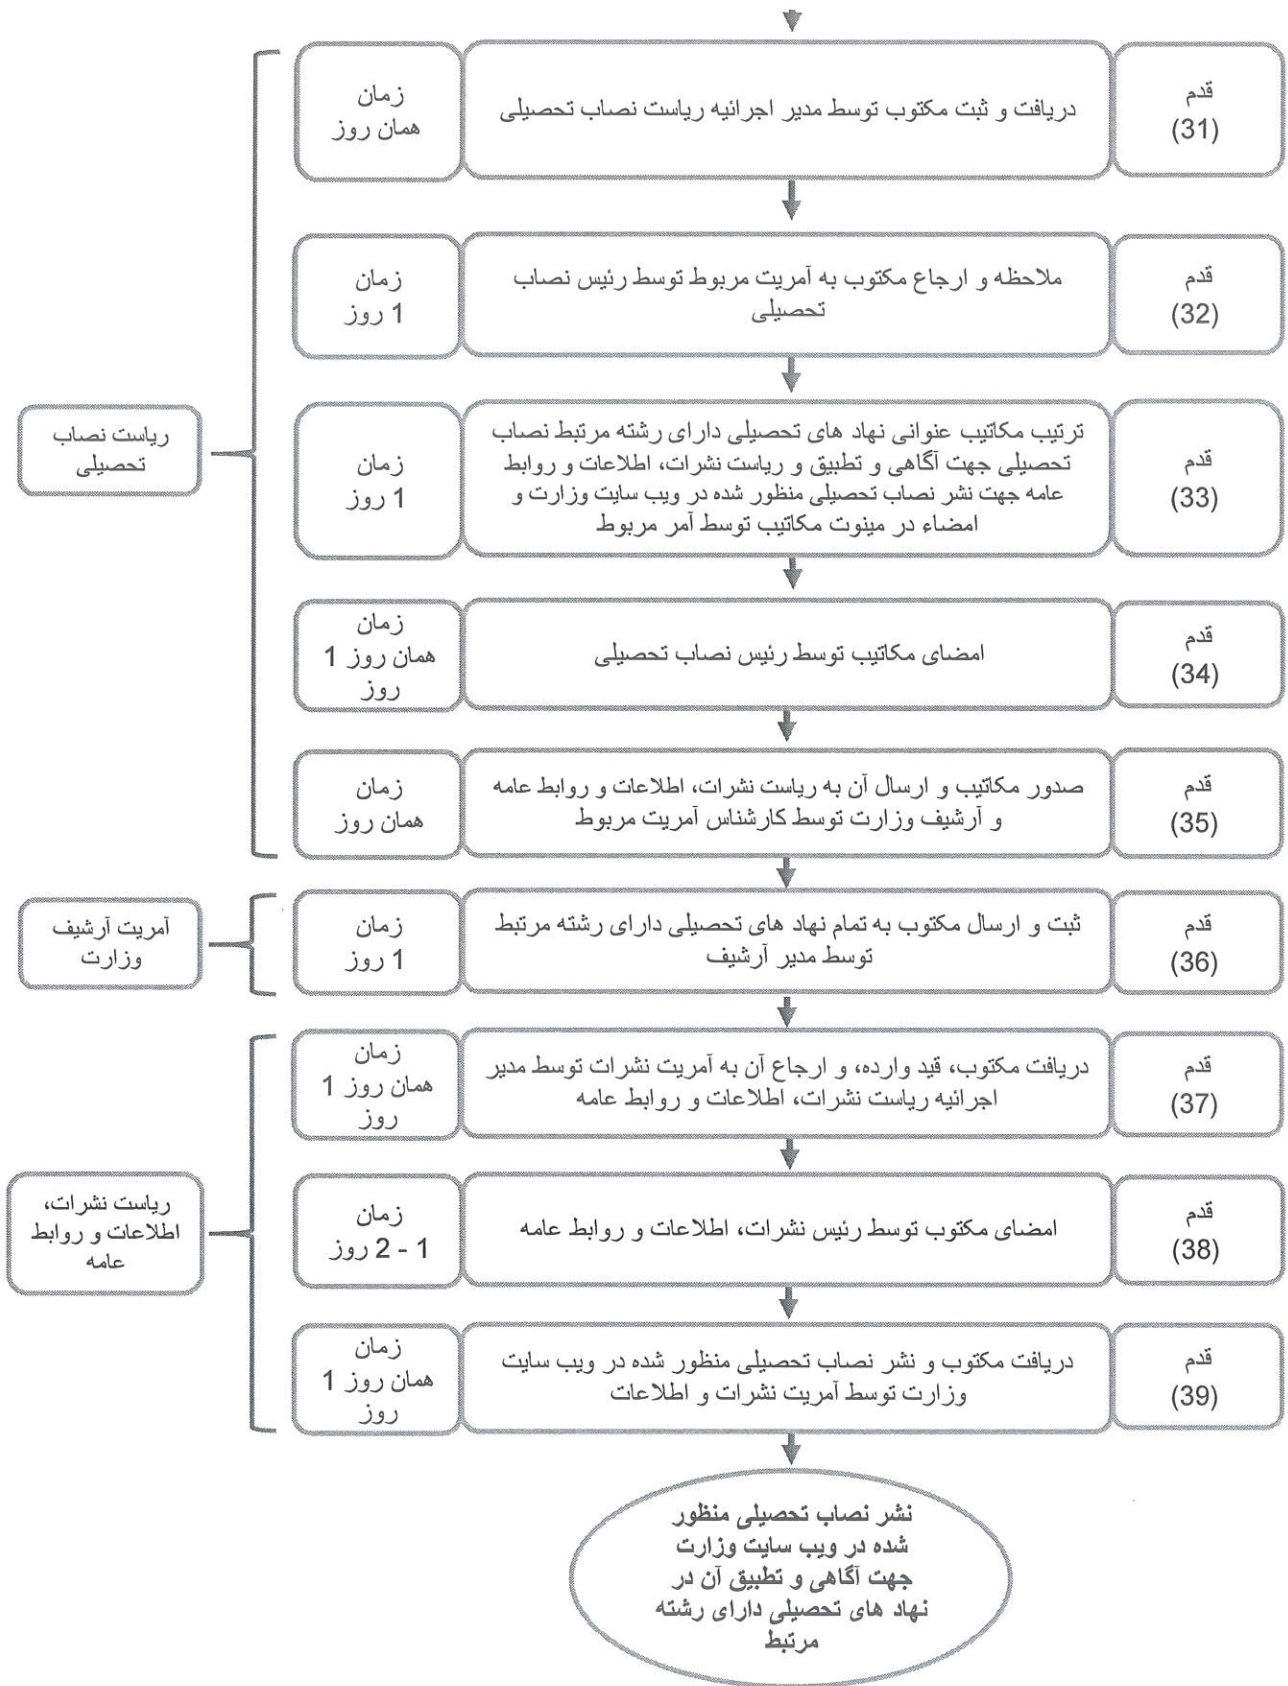 قدم
(31)
دریافت و ثبت مکتوب توسط مدیر اجرائیه ریاست نصاب تحصیلی
زمان
همان روز
قدم
(32)
ملاحظه و ارجاع مکتوب به آمریت مربوط توسط رئیس نصاب
تحصیلی
زمان
1 روز
قدم
(33)
ترتیب مکاتیب عنوانی نهاد های تحصیلی دارای رشته مرتبط نصاب
تحصیلی جهت آگاهی و تطبیق و ریاست نشرات، اطلاعات و روابط
عامه جهت نشر نصاب تحصیلی منظور شده در ویب سایت وزارت و
امضاء در مینوت مکاتیب توسط آمر مربوط
زمان
1 روز
ریاست نصاب
تحصیلی
قدم
(34)
امضای مکاتیب توسط رئیس نصاب تحصیلی
زمان
همان روز 1
روز
قدم
(35)
صدور مکاتیب و ارسال آن به ریاست نشرات، اطلاعات و روابط عامه
و آرشیف وزارت توسط کارشناس آمریت مربوط
زمان
همان روز
قدم
(36)
ثبت و ارسال مکتوب به تمام نهاد های تحصیلی دارای رشته مرتبط
توسط مدیر آرشیف
زمان
1 روز
آمریت آرشیف
وزارت
قدم
(37)
دریافت مکتوب، قید وارده، و ارجاع آن به آمریت نشرات توسط مدیر
اجرائیه ریاست نشرات، اطلاعات و روابط عامه
زمان
همان روز 1
روز
قدم
(38)
امضای مکتوب توسط رئیس نشرات، اطلاعات و روابط عامه
زمان
1 - 2 روز
ریاست نشرات،
اطلاعات و روابط
عامه
قدم
(39)
دریافت مکتوب و نشر نصاب تحصیلی منظور شده در ویب سایت
وزارت توسط آمریت نشرات و اطلاعات
زمان
همان روز 1
روز
نشر نصاب تحصیلی منظور
شده در ویب سایت وزارت
جهت آگاهی و تطبیق آن در
نهاد های تحصیلی دارای رشته
مرتبط